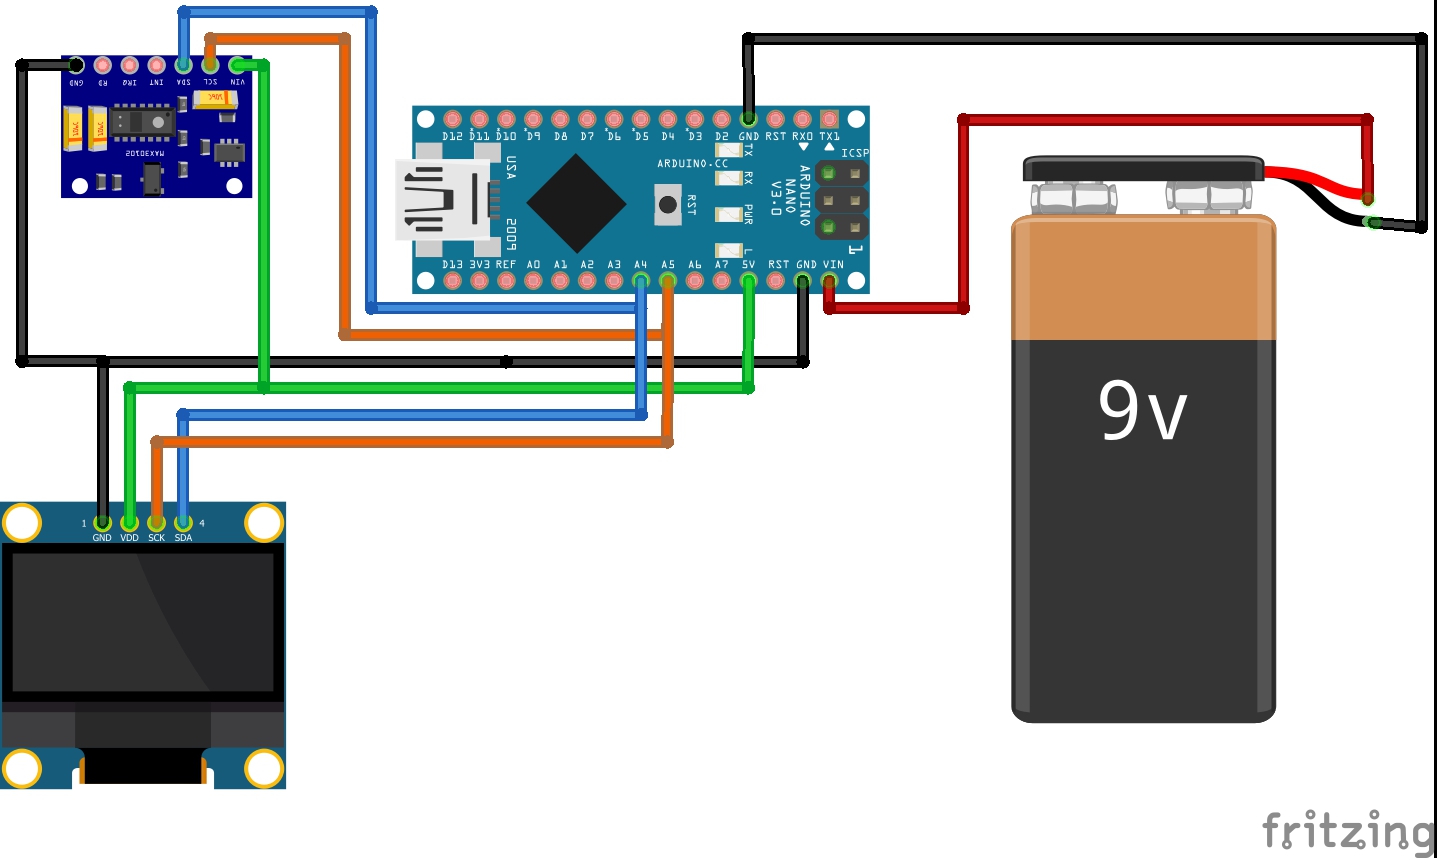 GND RD IRQ INT SDA SCL VIN
MAX30102
D12 D11 D10 D9 D8 D7 D6 D5 D4 D3 D2 GND RST RX0 TX1
USA
2009
ARDUINO.CC
RST
TX
RX
PWR
L
ARDUINO
NANO
V3.0
ICSP
1
D13 3V3 REF A0 A1 A2 A3 A4 A5 A6 A7 5V RST GND VIN
9v
1 4
GND VDD SCK SDA
fritzing